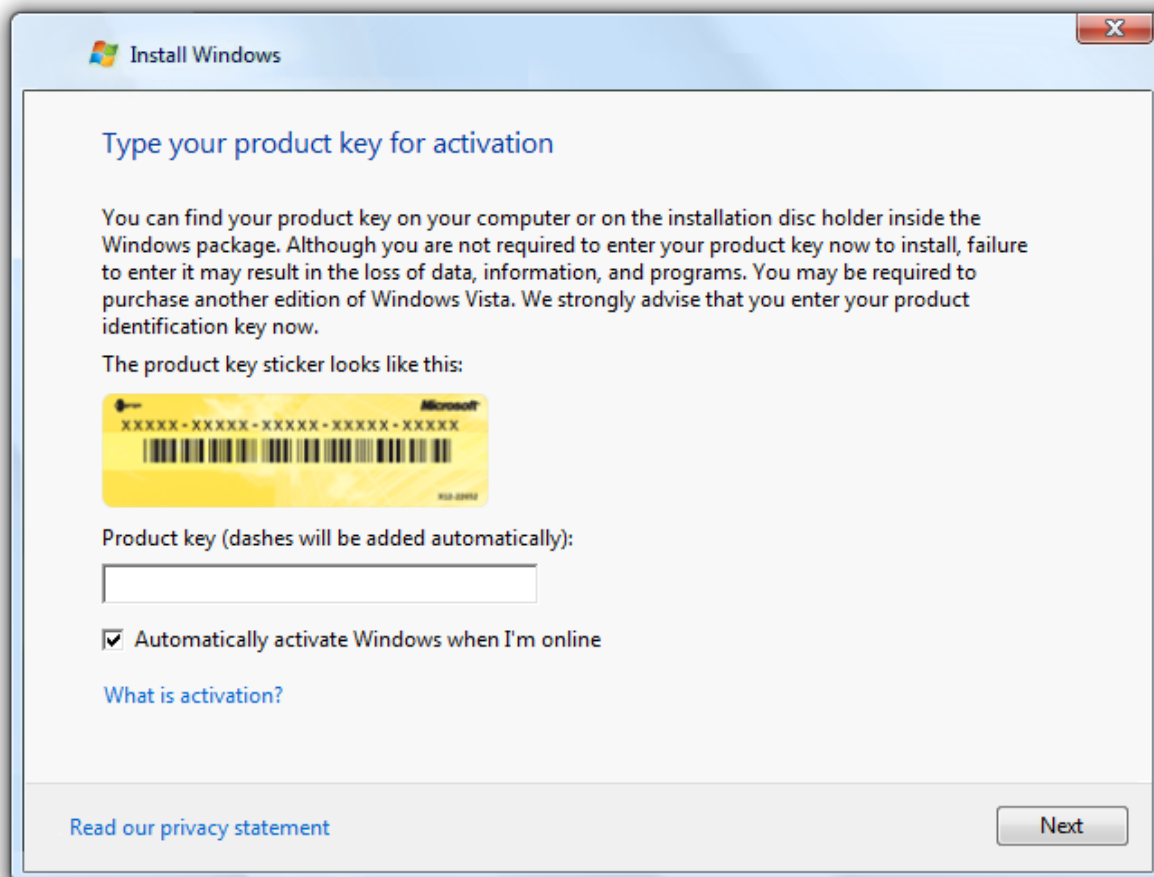 Install Windows
Type your product key for activation
You can find your product key on your computer or on the installation disc holder inside the
Windows package. Although you are not required to enter your product key now to install, failure
to enter it may result in the loss of data, information, and programs. You may be required to
purchase another edition of Windows Vista. We strongly advise that you enter your product
identification key now.
The product key sticker looks like this:
Microsoft
XXXXX-XXXXX-XXXXX-XXXXX-XXXXX
Product key (dashes will be added automatically):
Automatically activate Windows when I'm online
What is activation?
Read our privacy statement
Next